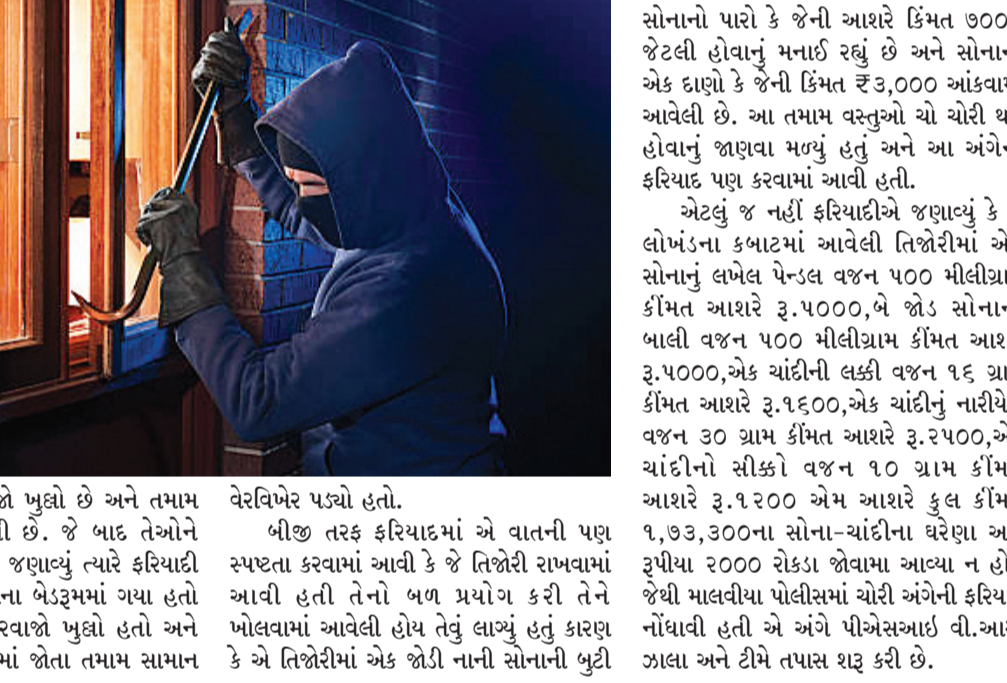 જો ખુલ્લો છે અને તમામ
છે. જે બાદ તેઓને
જણાવ્યું ત્યારે ફરિયાદી
ના બેડરૂમમાં ગયા હતો
રવાજો ખુલ્લો હતો અને
માં જોતા તમામ સામાન
વેરવિખેર પડ્યો હતો.
બીજી તરફ ફરિયાદમાં એ વાતની પણ
સ્પષ્ટતા કરવામાં આવી કે જે તિજોરી રાખવામાં
આવી હતી તેનો બળ પ્રયોગ કરી તેને
ખોલવામાં આવેલી હોય તેવું લાગ્યું હતું કારણ
કે એ તિજોરીમાં એક જોડી નાની સોનાની બુટી
સોનાનો પારો કે જેની આશરે કિંમત ૭૦૦
જેટલી હોવાનું મનાઈ રહ્યું છે અને સોનાન
એક દાણો કે જેની કિંમત ₹૩,૦૦૦ આંકવામ
આવેલી છે. આ તમામ વસ્તુઓ ચો ચોરી થ
હોવાનું જાણવા મળ્યું હતું અને આ અંગેન
ફરિયાદ પણ કરવામાં આવી હતી.
એટલું જ નહીં ફરિયાદીએ જણાવ્યું કે
લોખંડના કબાટમાં આવેલી તિજોરીમાં એ
સોનાનું લખેલ પેન્ડલ વજન ૫૦૦ મીલીગ્રા
કીંમત આશરે રૂ.૫૦૦૦,બે જોડ સોનાન
બાલી વજન ૫૦૦ મીલીગ્રામ કીંમત આશ
રૂ.૫૦૦૦,એક ચાંદીની લક્કી વજન ૧૬ ગ્રા
કીંમત આશરે રૂ.૧૬૦૦,એક ચાંદીનું નારીયે
વજન ૩૦ ગ્રામ કીંમત આશરે રૂ.૨૫૦૦,એ
ચાંદીનો સીક્કો વજન ૧૦ ગ્રામ કીંમ
આશરે રૂ.૧૨૦૦ એમ આશરે કુલ કીંમ
૧,૭૩,૩૦૦ના સોના-ચાંદીના ઘરેણા અ
રૂપીયા ૨૦૦૦ રોકડા જોવામા આવ્યા ન હો
જેથી માલવીયા પોલીસમાં ચોરી અંગેની ફરિયા
નોંધાવી હતી એ અંગે પીએસઆઇ વી.આર
ઝાલા અને ટીમે તપાસ શરૂ કરી છે.